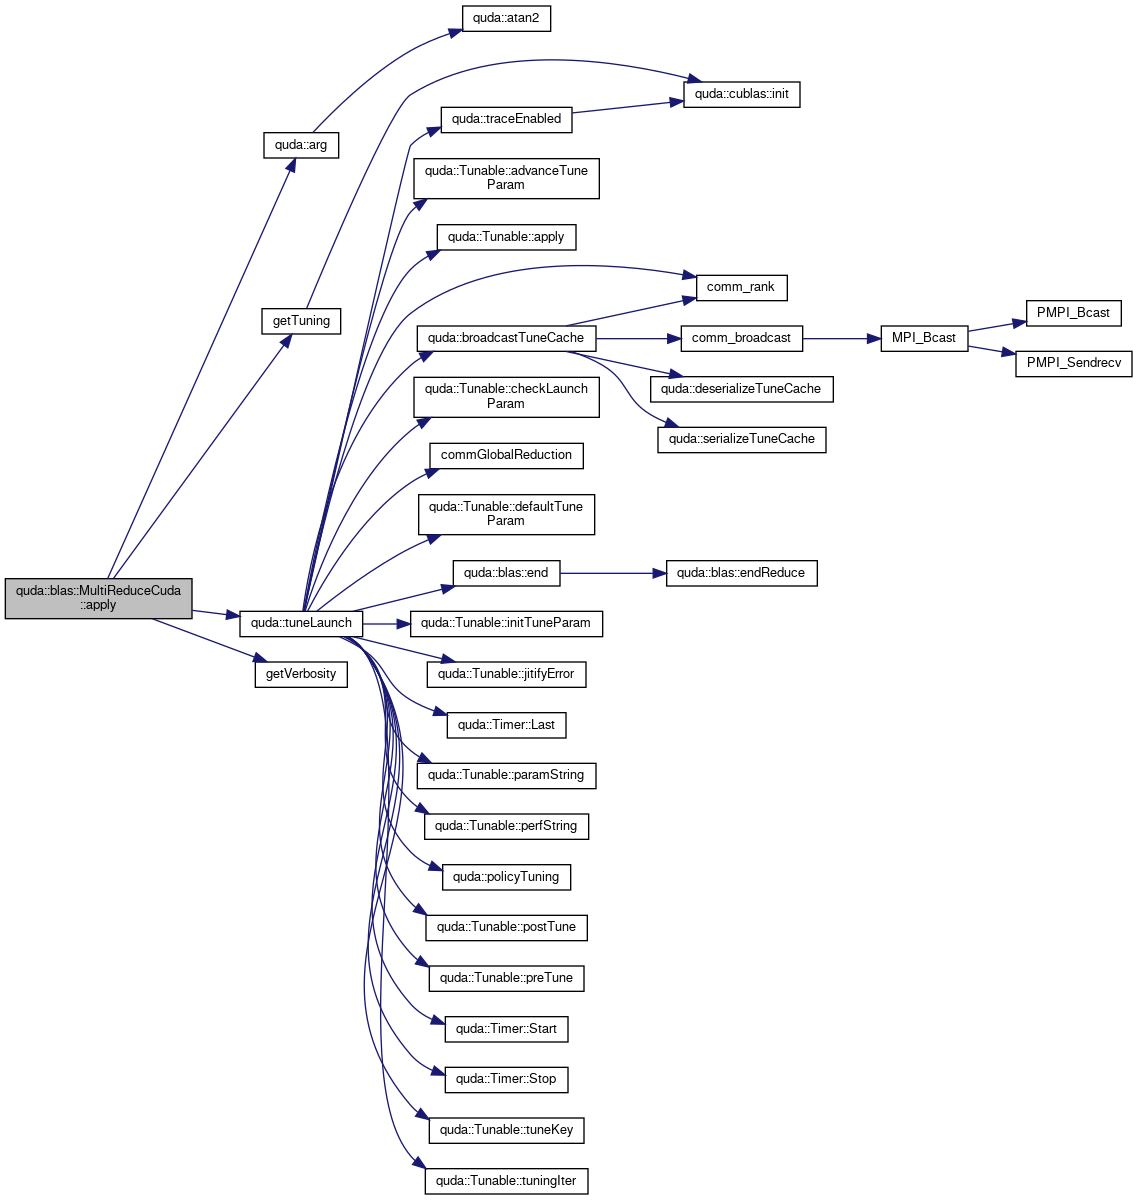 quda::atan2
quda::cublas::init
quda::traceEnabled
quda::arg
quda::Tunable::advanceTune
Param
quda::Tunable::apply
comm_rank
PMPI_Bcast
getTuning
quda::broadcastTuneCache
comm_broadcast
MPI_Bcast
PMPI_Sendrecv
quda::Tunable::checkLaunch
Param
quda::deserializeTuneCache
quda::serializeTuneCache
commGlobalReduction
quda::Tunable::defaultTune
Param
quda::blas::end
quda::blas::endReduce
quda::blas::MultiReduceCuda
::apply
quda::tuneLaunch
quda::Tunable::initTuneParam
getVerbosity
quda::Tunable::jitifyError
quda::Timer::Last
quda::Tunable::paramString
quda::Tunable::perfString
quda::policyTuning
quda::Tunable::postTune
quda::Tunable::preTune
quda::Timer::Start
quda::Timer::Stop
quda::Tunable::tuneKey
quda::Tunable::tuningIter